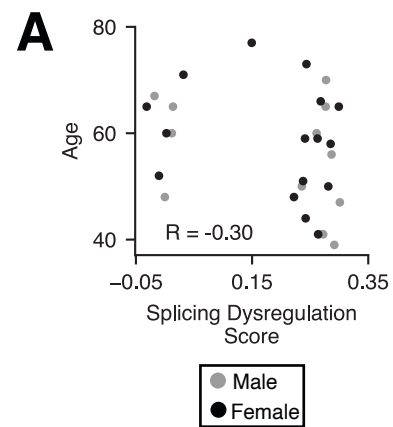 A
80
60
40
Age
R = -0.30
−0.05 0.15 0.35
Splicing Dysregulation
Score
Male
Female